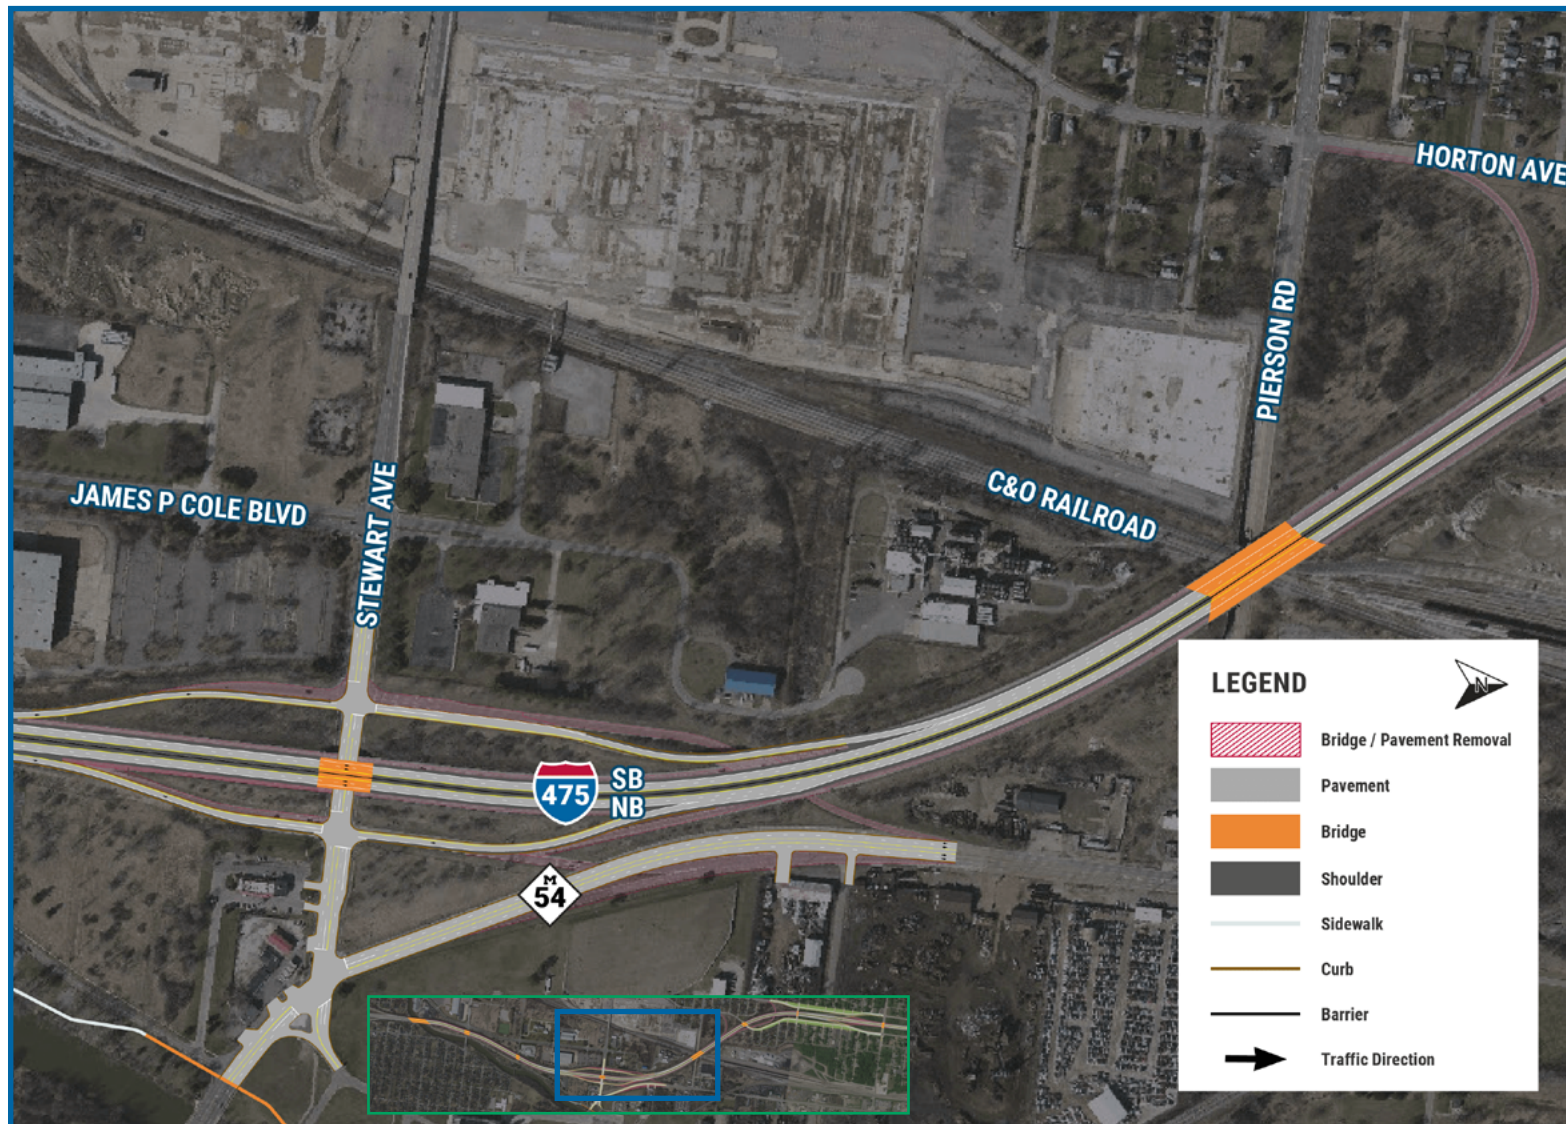 HORTON AVE
PIERSON RD
C&O RAILROAD
STEWART AVE
JAMES P COLE BLVD
475
SB
NB
M
54
LEGEND
N
Bridge / Pavement Removal
Pavement
Bridge
Shoulder
Sidewalk
Curb
Barrier
Traffic Direction